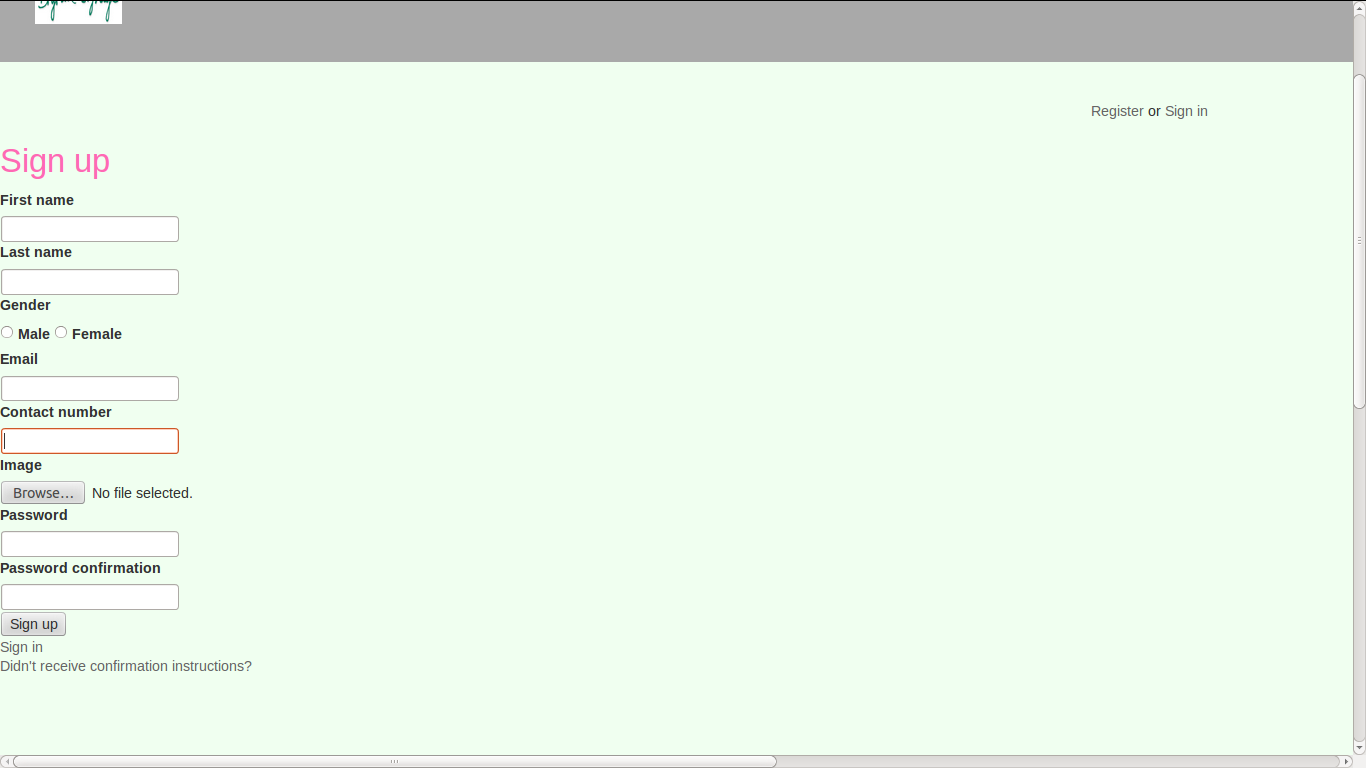 Register or Sign in
Sign up
First name
Last name
Gender
Male Female
Email
Contact number
Image
Browse... No file selected.
Password
Password confirmation
Sign up
Sign in
Didn't receive confirmation instructions?